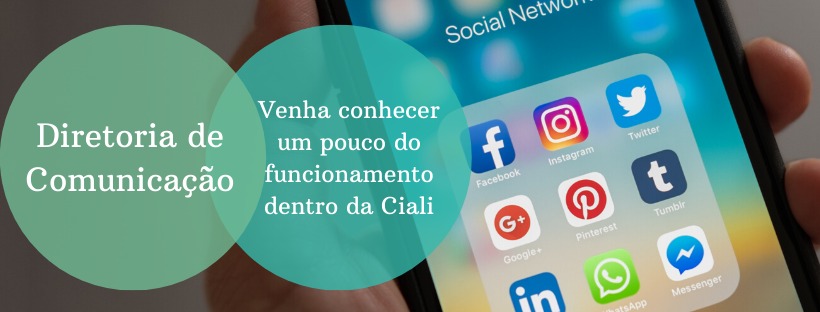 Diretoria de
Comunicação
Venha conhecer
um pouco do
funcionamento
dentro da Ciali
Social Network
Facebook
Instagram
Twitter
G+
Google+
Pinterest
Tumblr
in
Messenger